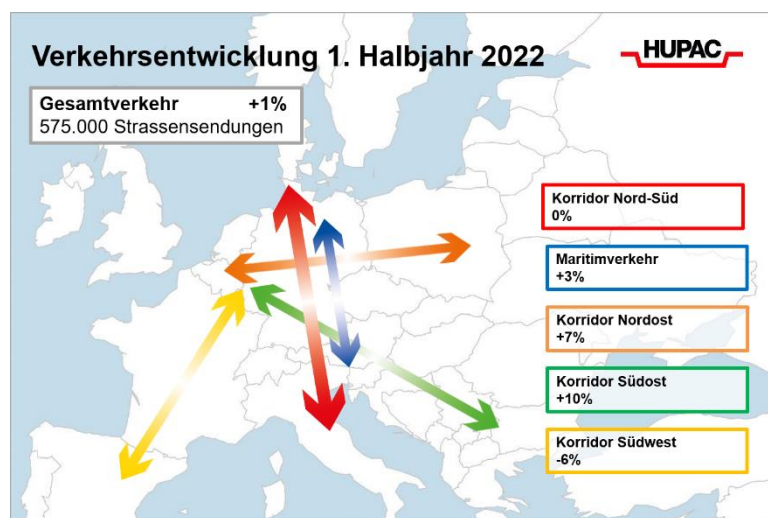 Verkehrsentwicklung 1. Halbjahr 2022
HUPAC
Gesamtverkehr +1%
575.000 Strassensendungen
Korridor Nord-Süd
0%
Maritimverkehr
+3%
Korridor Nordost
+7%
Korridor Südost
+10%
Korridor Südwest
-6%